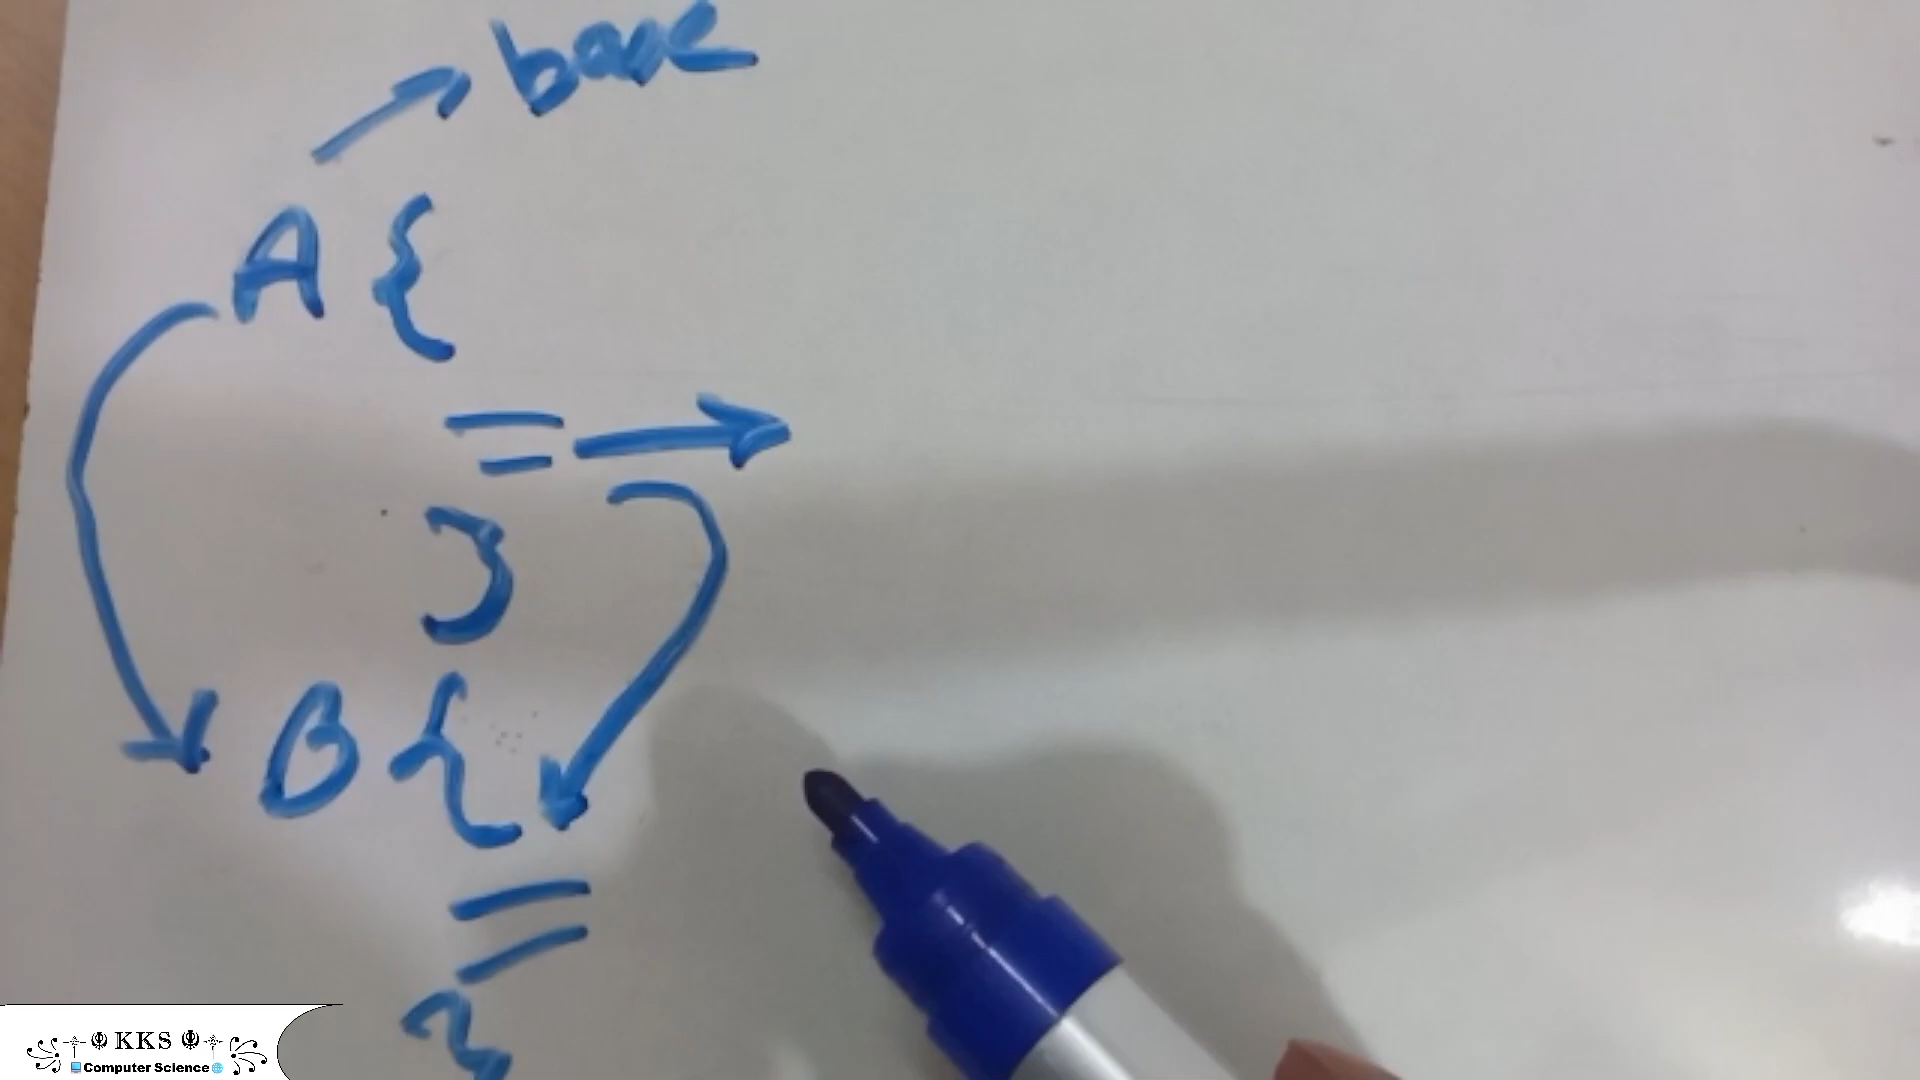 base
A {
}
B {
}
KKS
Computer Science